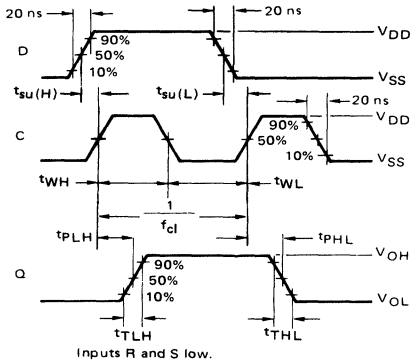 20 ns
20 ns
D
90%
50%
10%
VDD
VSS
tsu(H)
tsu(L)
20 ns
C
90%
50%
10%
VDD
VSS
tWH
tWL
1
fcl
tPLH
tPHL
Q
90%
50%
10%
VOH
VOL
tTLH
tTHL
Inputs R and S low.